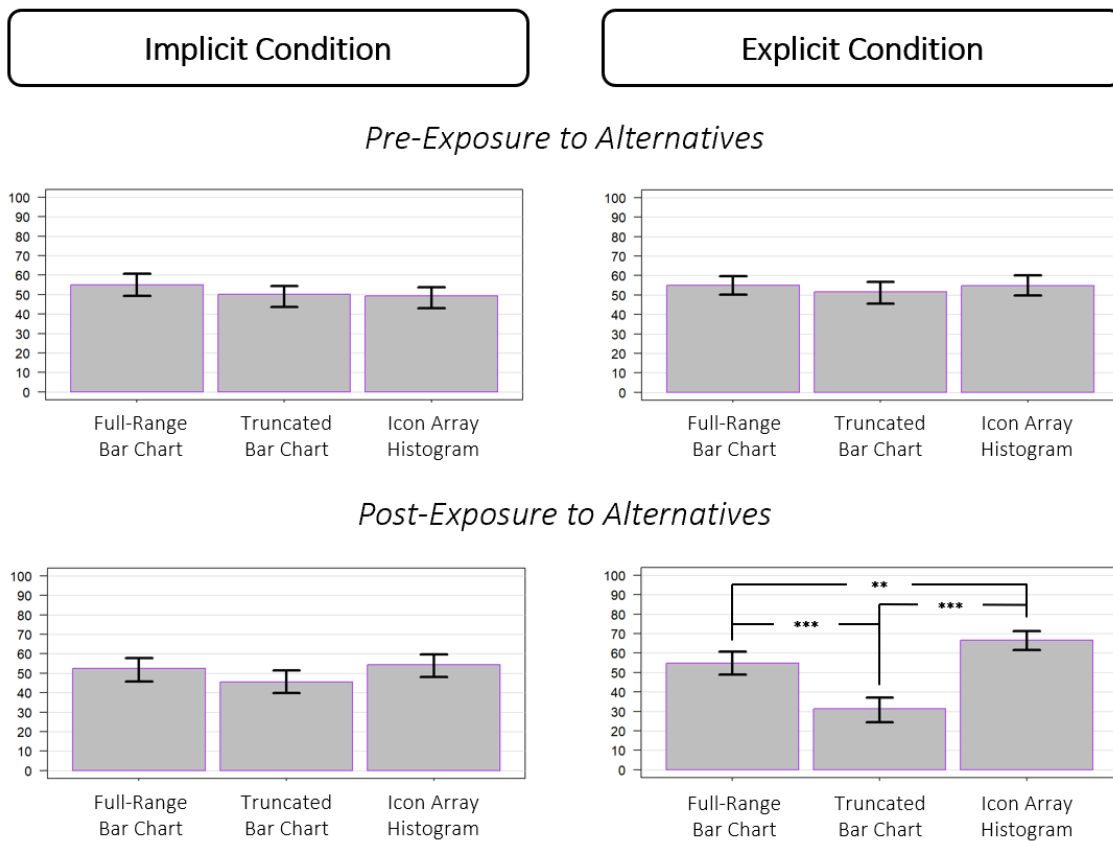 Implicit Condition
Explicit Condition
Pre-Exposure to Alternatives
100
90
80
70
60
50
40
30
20
10
0
Full-Range
Bar Chart
Truncated
Bar Chart
Icon Array
Histogram
100
90
80
70
60
50
40
30
20
10
0
Full-Range
Bar Chart
Truncated
Bar Chart
Icon Array
Histogram
Post-Exposure to Alternatives
100
90
80
70
60
50
40
30
20
10
0
Full-Range
Bar Chart
Truncated
Bar Chart
Icon Array
Histogram
100
90
80
70
60
50
40
30
20
10
0
**
***
***
Full-Range
Bar Chart
Truncated
Bar Chart
Icon Array
Histogram